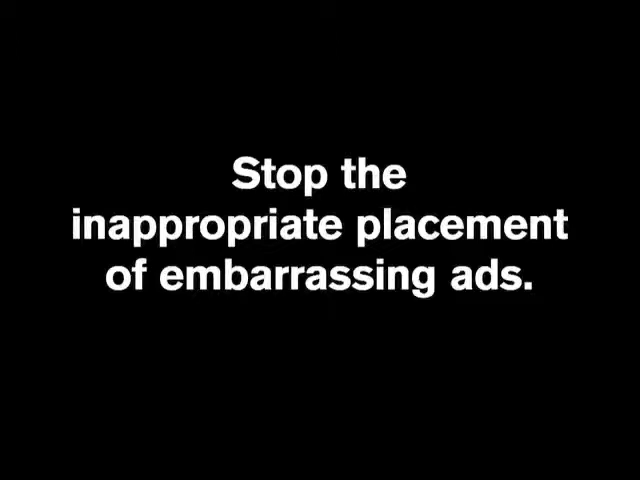 Stop the
inappropriate placement
of embarrassing ads.